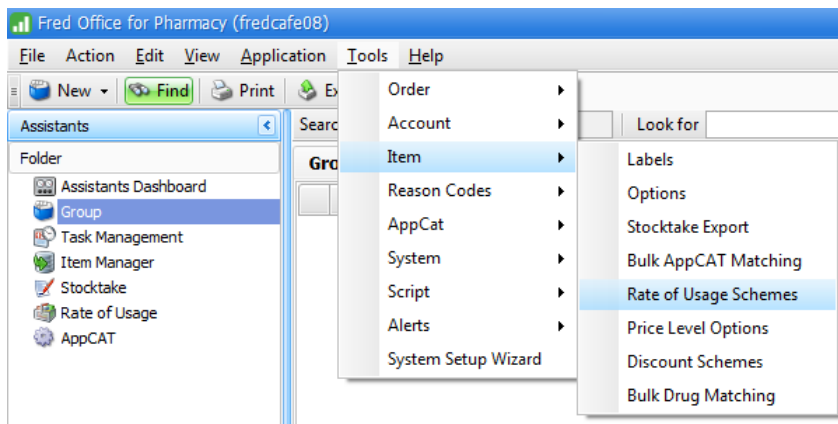 Fred Office for Pharmacy (fredcafe08)
File Action Edit View Application Tools Help
New Find Print
Assistants
Folder
Assistants Dashboard
Group
Task Management
Item Manager
Stocktake
Rate of Usage
AppCAT
Look for
Order
Account
Item
Reason Codes
AppCat
System
Script
Alerts
System Setup Wizard
Labels
Options
Stocktake Export
Bulk AppCAT Matching
Rate of Usage Schemes
Price Level Options
Discount Schemes
Bulk Drug Matching